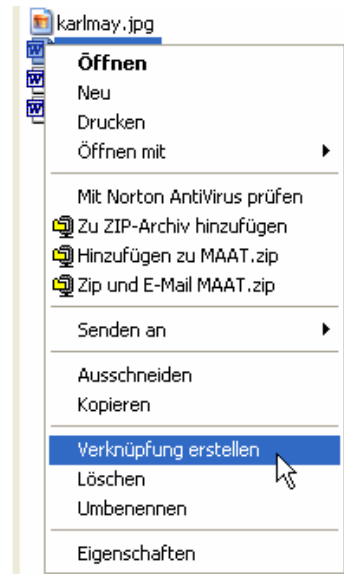 karlmay.jpg
Öffnen
Neu
Drucken
Öffnen mit
Mit Norton AntiVirus prüfen
Zu ZIP-Archiv hinzufügen
Hinzufügen zu MAAT.zip
Zip und E-Mail MAAT.zip
Senden an
Ausschneiden
Kopieren
Verknüpfung erstellen
Löschen
Umbenennen
Eigenschaften